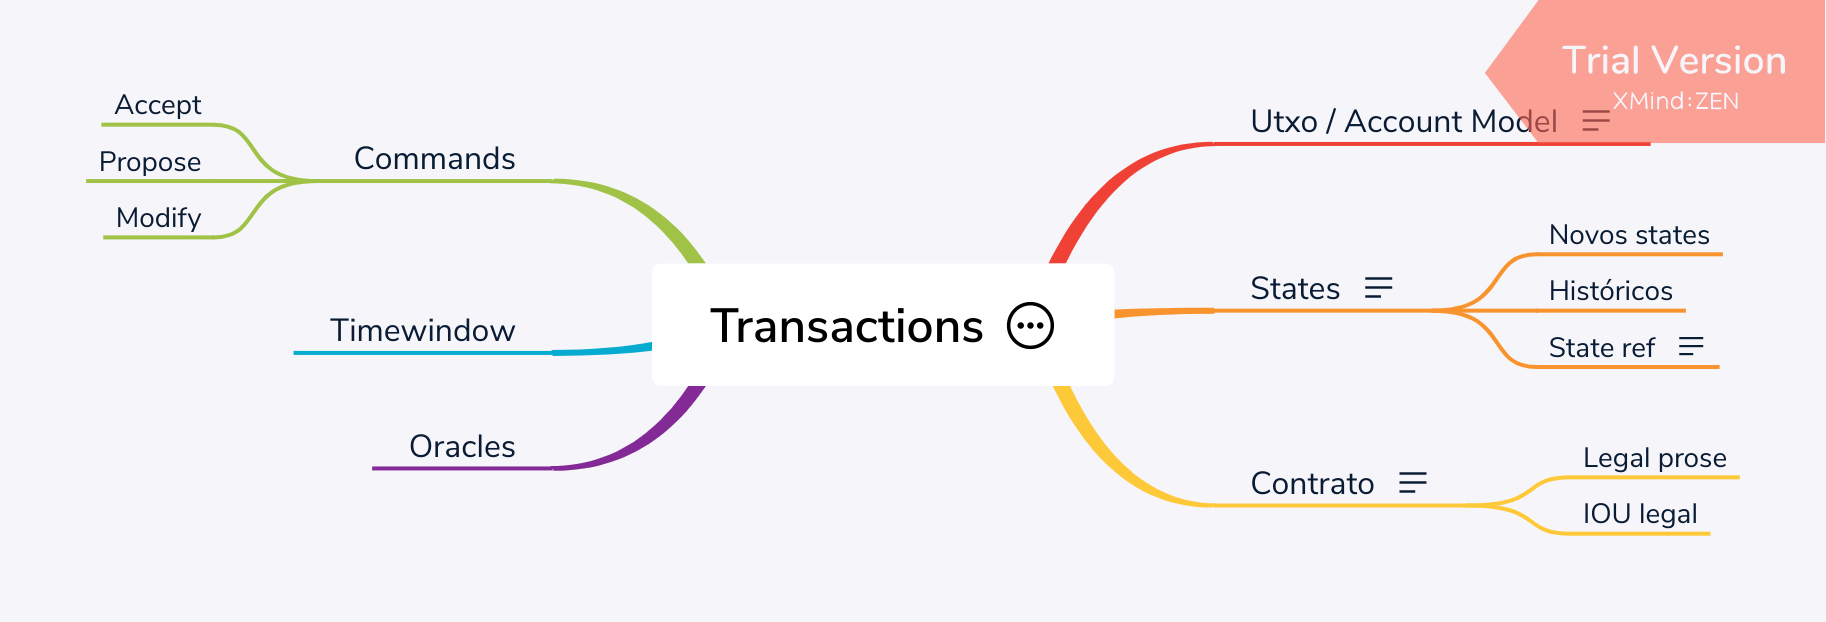 Trial Version
XMind:ZEN
Utxo / Account Model
Accept
Propose
Modify
Commands
Timewindow
Oracles
Transactions
States
Novos states
Históricos
State ref
Contrato
Legal prose
IOU legal